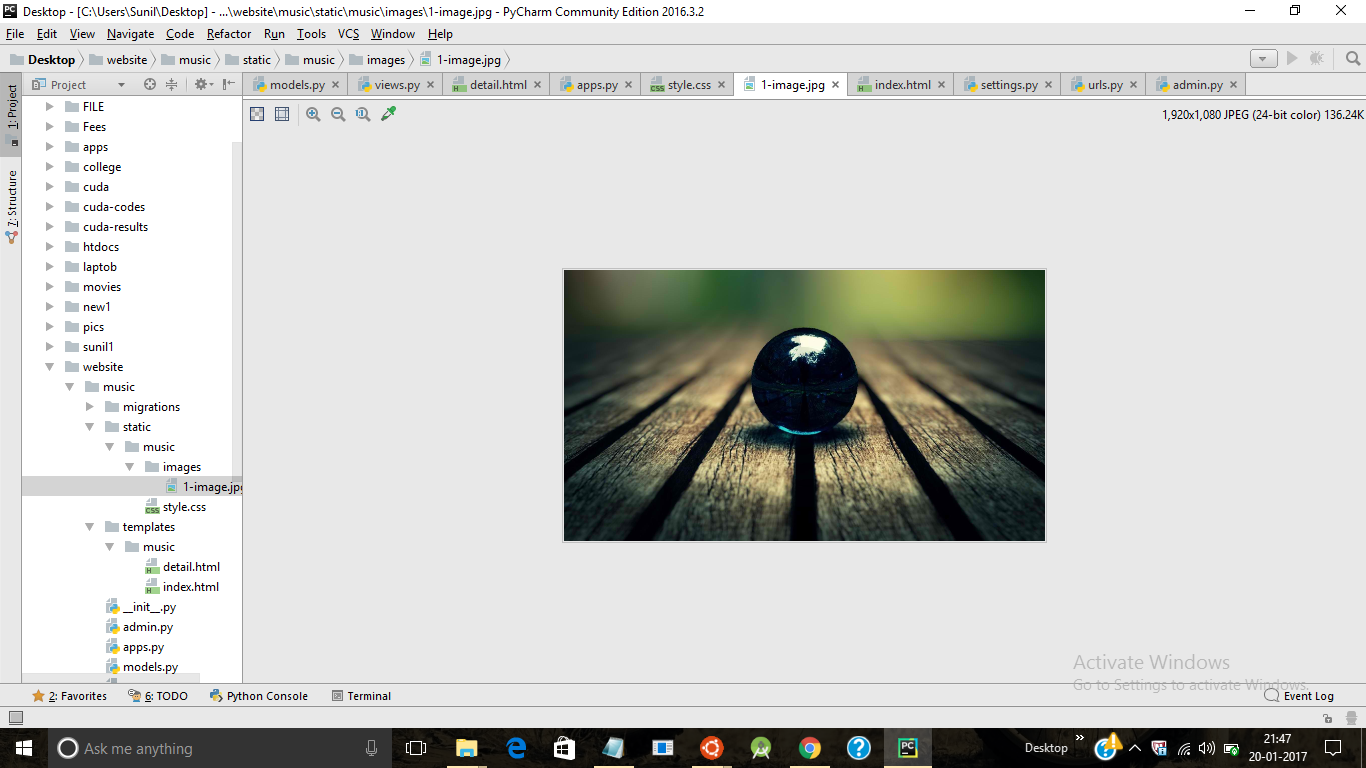 Desktop - [C:\Users\Sunil\Desktop] - ...\website\music\static\music\images\1-image.jpg - PyCharm Community Edition 2016.3.2
File Edit View Navigate Code Refactor Run Tools VCS Window Help
Desktop website music static music images 1-image.jpg
Project
models.py views.py detail.html apps.py style.css 1-image.jpg index.html settings.py urls.py admin.py
1,920x1,080 JPEG (24-bit color) 136.24K
1: Project
7: Structure
FILE
Fees
apps
college
cuda
cuda-codes
cuda-results
htdocs
laptob
movies
new1
pics
sunil1
website
music
migrations
static
music
images
1-image.jpg
style.css
templates
music
detail.html
index.html
__init__.py
admin.py
apps.py
models.py
Activate Windows
Go to Settings to activate Windows.
2: Favorites 6: TODO Python Console Terminal Event Log
Ask me anything
Desktop
21:47
20-01-2017